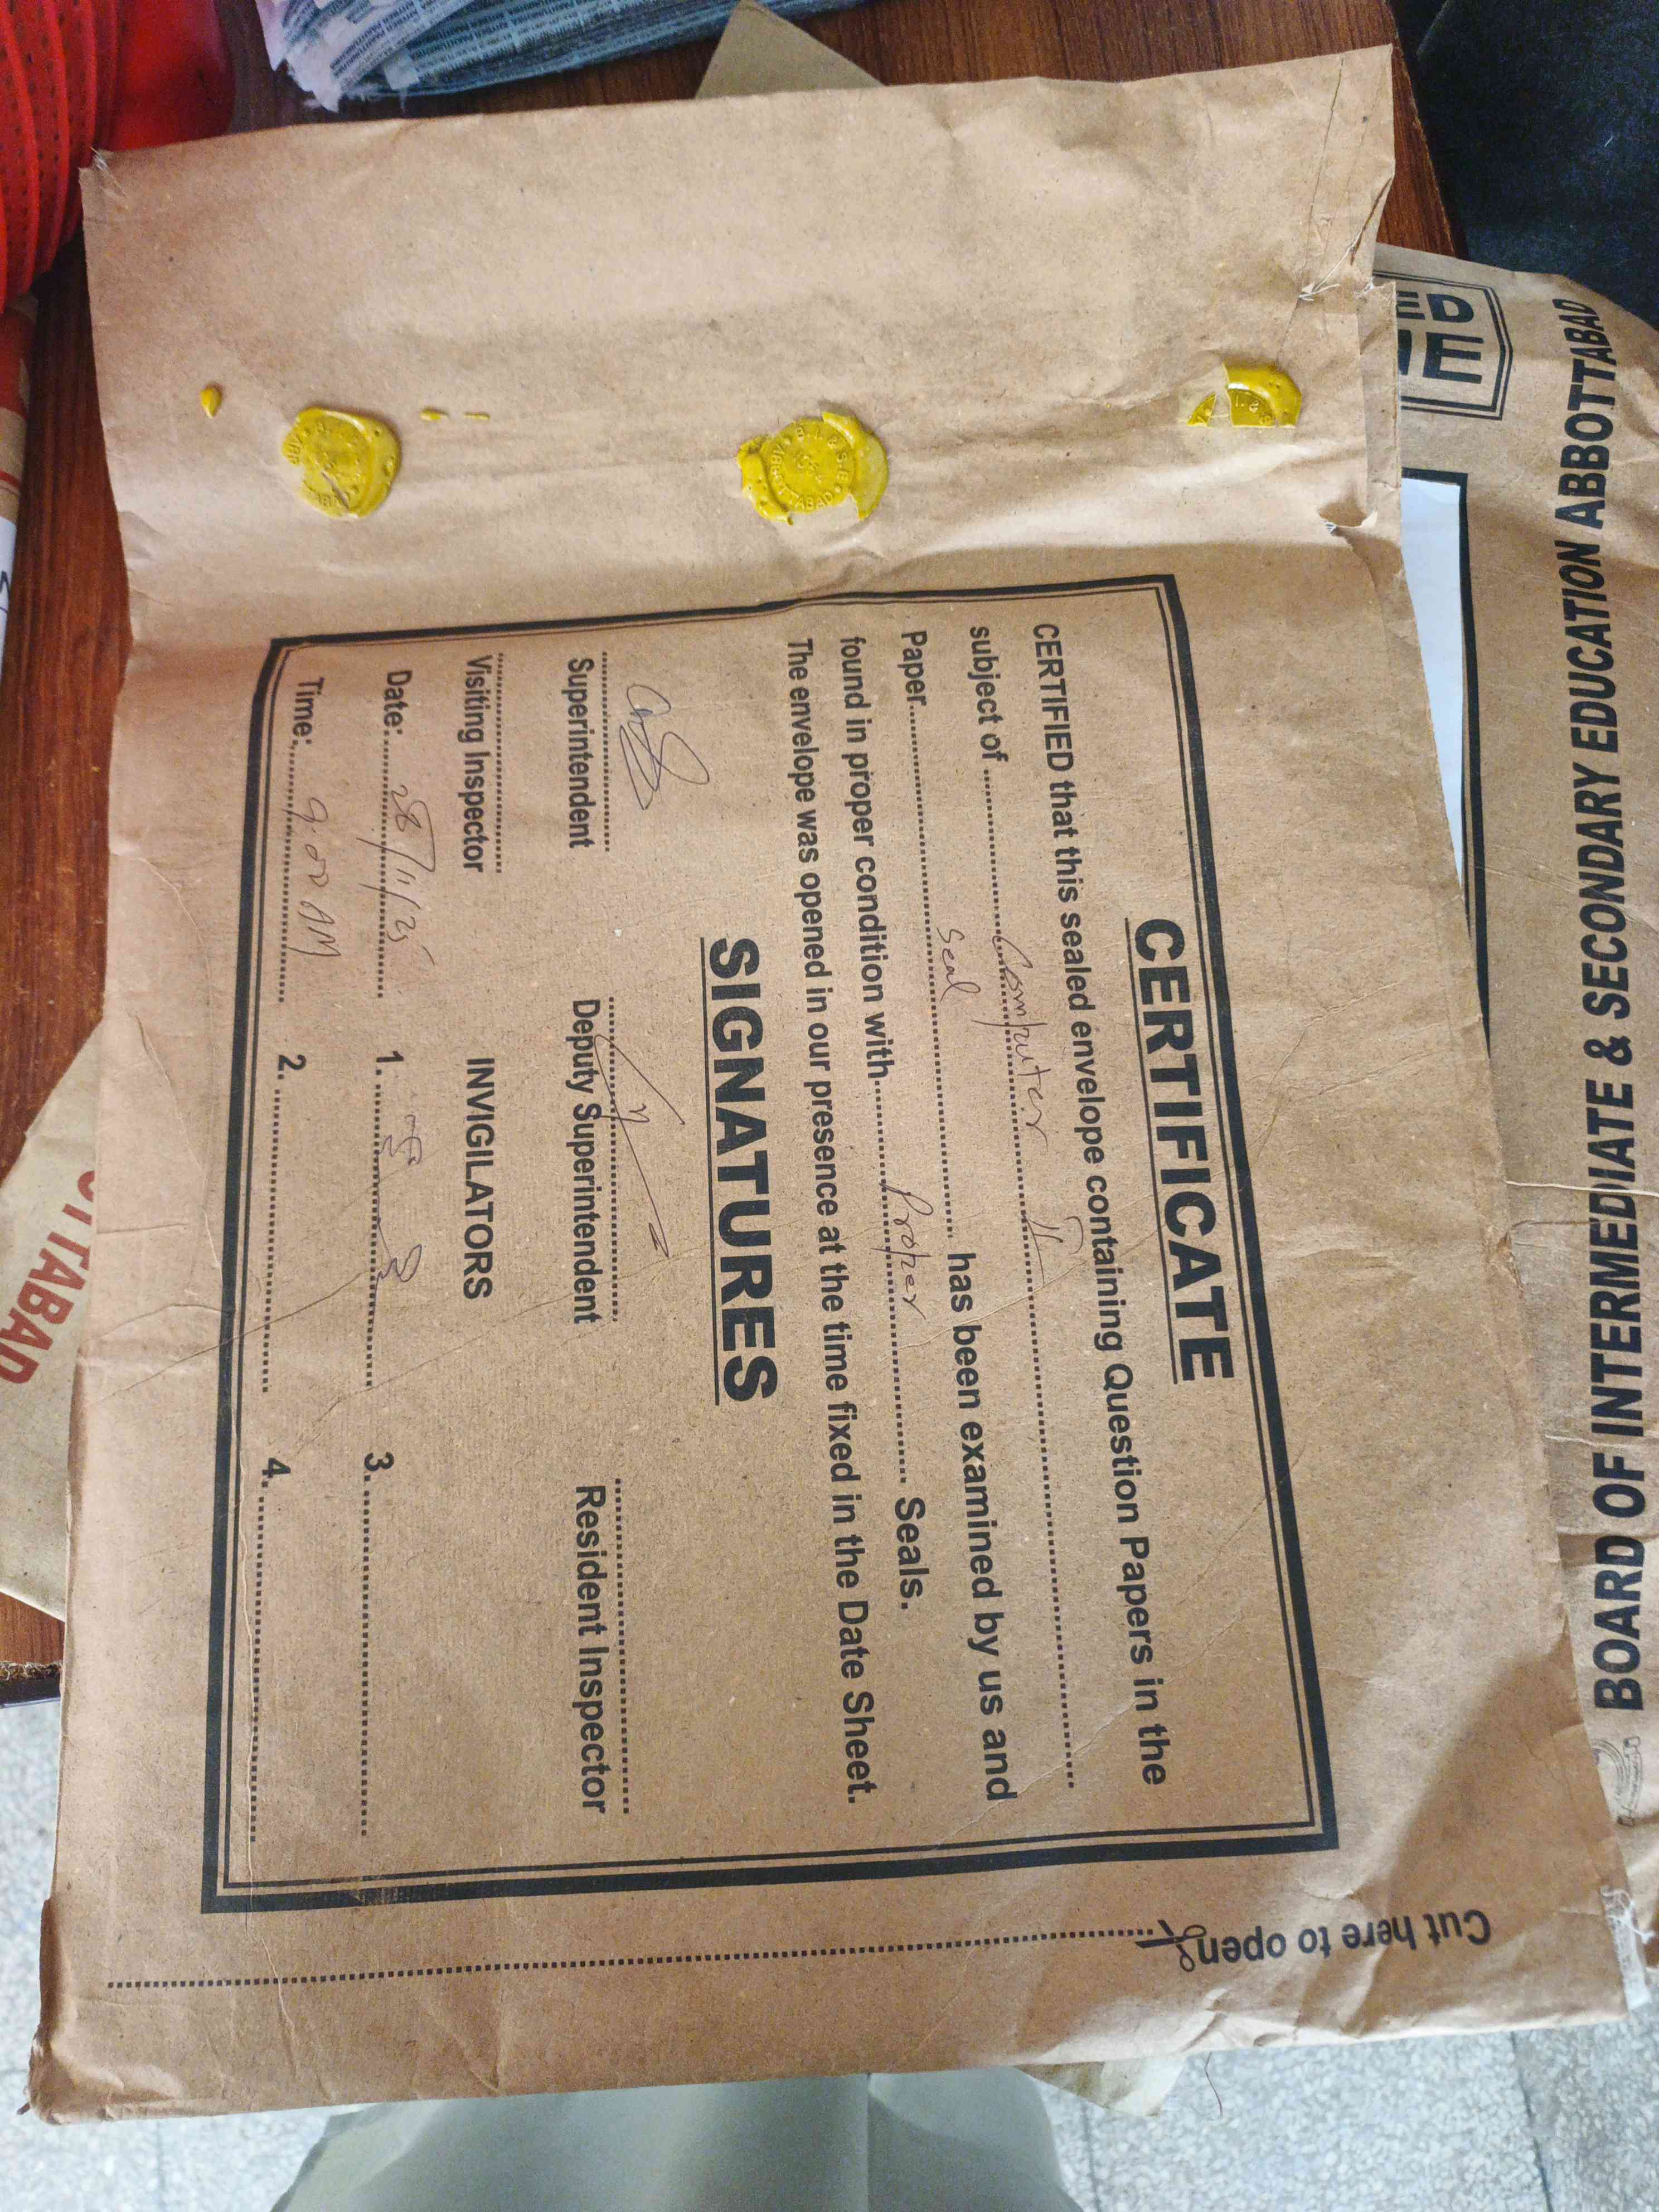 CERTIFICATE
CERTIFIED that this sealed envelope containing Question Papers in the
subject of ........ Computer II ........
Paper........ Seal ........ has been examined by us and
found in proper condition with........ Proper ........ Seals.
The envelope was opened in our presence at the time fixed in the Date Sheet.
SIGNATURES
Superintendent Deputy Superintendent Resident Inspector
Visiting Inspector INVIGILATORS
Date:........ 28/11/25 1. ........ 3. ........
Time:........ 9:00 AM 2. ........ 4. ........
Cut here to open
BOARD OF INTERMEDIATE & SECONDARY EDUCATION ABBOTTABAD
B.I.& S.E.
ABBOTTABAD
TTABAD